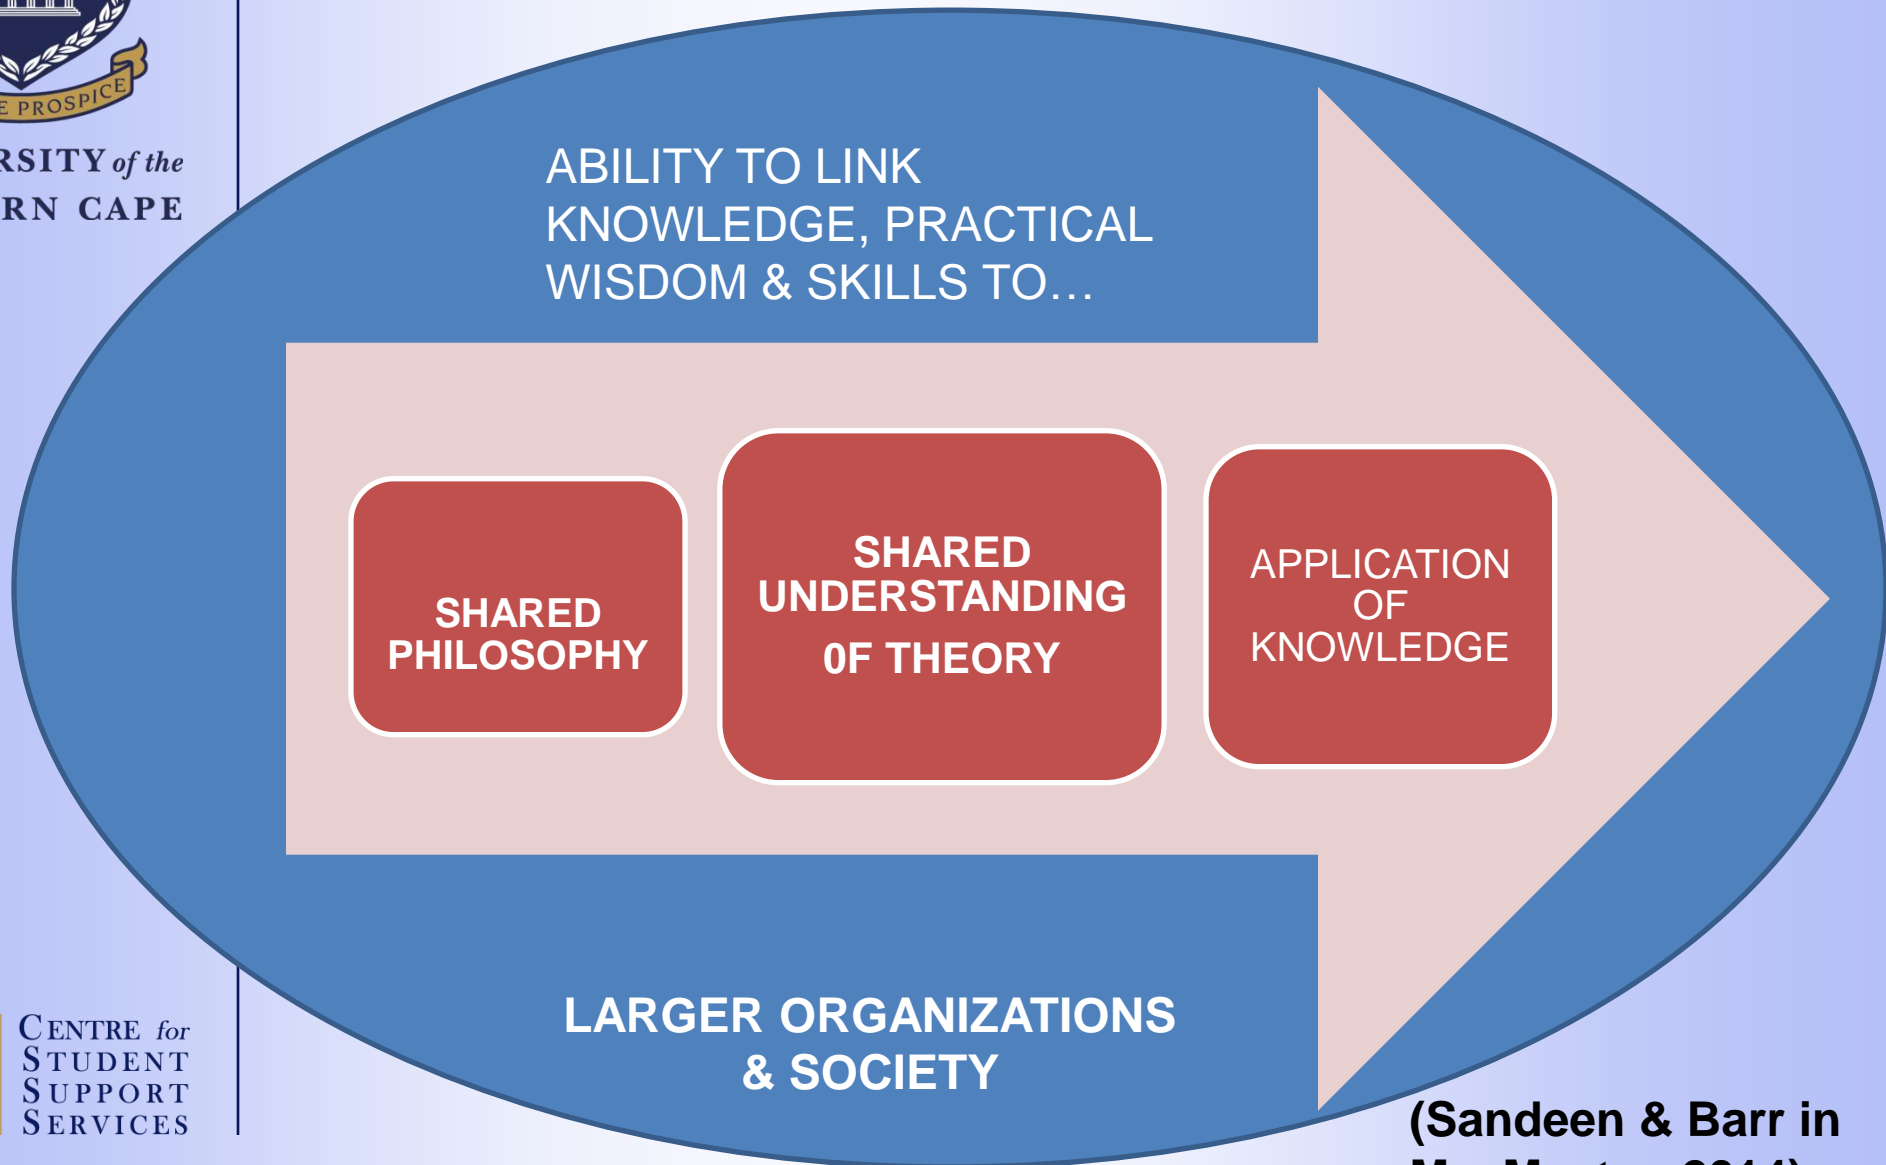 E PROSPICE
RSITY of the
RN CAPE
ABILITY TO LINK
KNOWLEDGE, PRACTICAL
WISDOM & SKILLS TO…
SHARED
PHILOSOPHY
SHARED
UNDERSTANDING
0F THEORY
APPLICATION
OF
KNOWLEDGE
LARGER ORGANIZATIONS
& SOCIETY
CENTRE for
STUDENT
SUPPORT
SERVICES
(Sandeen & Barr in